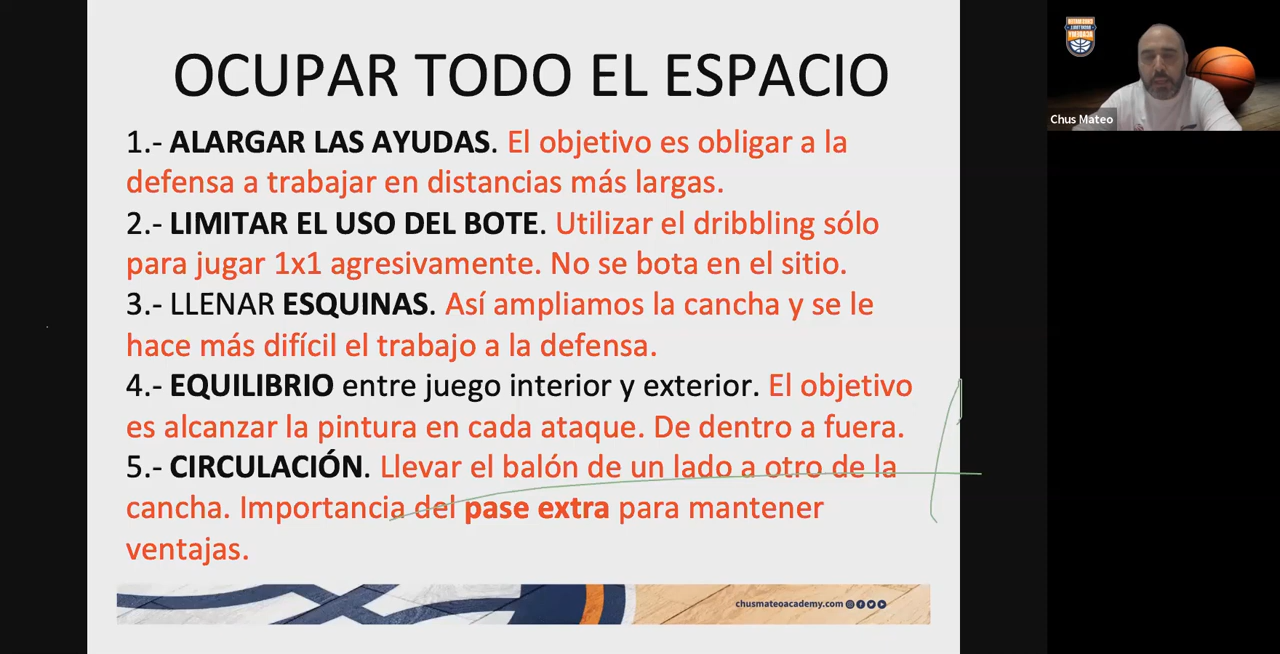 OCUPAR TODO EL ESPACIO
1.- ALARGAR LAS AYUDAS. El objetivo es obligar a la
defensa a trabajar en distancias más largas.
2.- LIMITAR EL USO DEL BOTE. Utilizar el dribbling sólo
para jugar 1x1 agresivamente. No se bota en el sitio.
3.- LLENAR ESQUINAS. Así ampliamos la cancha y se le
hace más difícil el trabajo a la defensa.
4.- EQUILIBRIO entre juego interior y exterior. El objetivo
es alcanzar la pintura en cada ataque. De dentro a fuera.
5.- CIRCULACIÓN. Llevar el balón de un lado a otro de la
cancha. Importancia del pase extra para mantener
ventajas.
chusmateoacademy.com
Chus Mateo